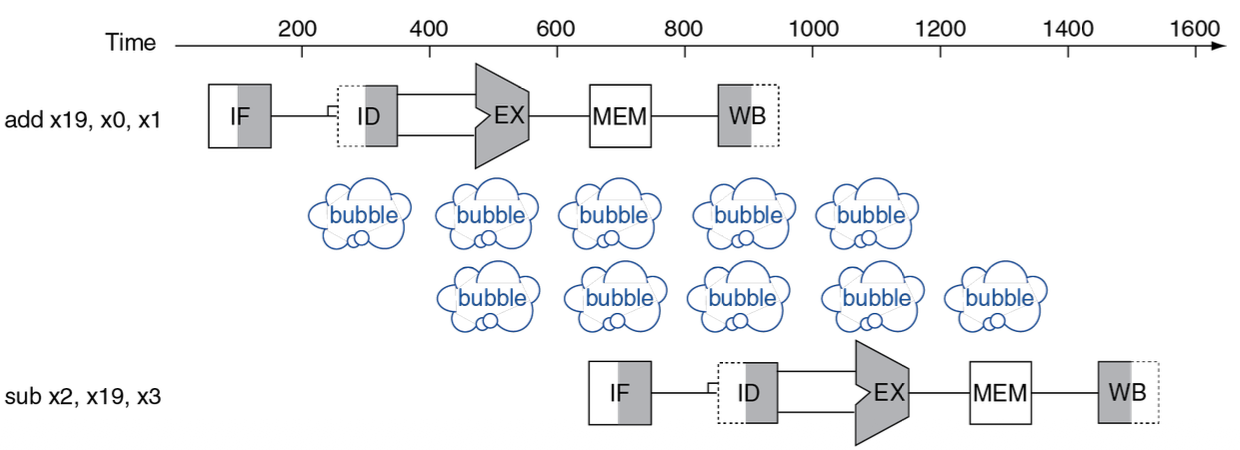 200 400 600 800 1000 1200 1400 1600
Time
add x19, x0, x1
IF ID EX MEM WB
bubble bubble bubble bubble bubble
bubble bubble bubble bubble bubble
sub x2, x19, x3
IF ID EX MEM WB